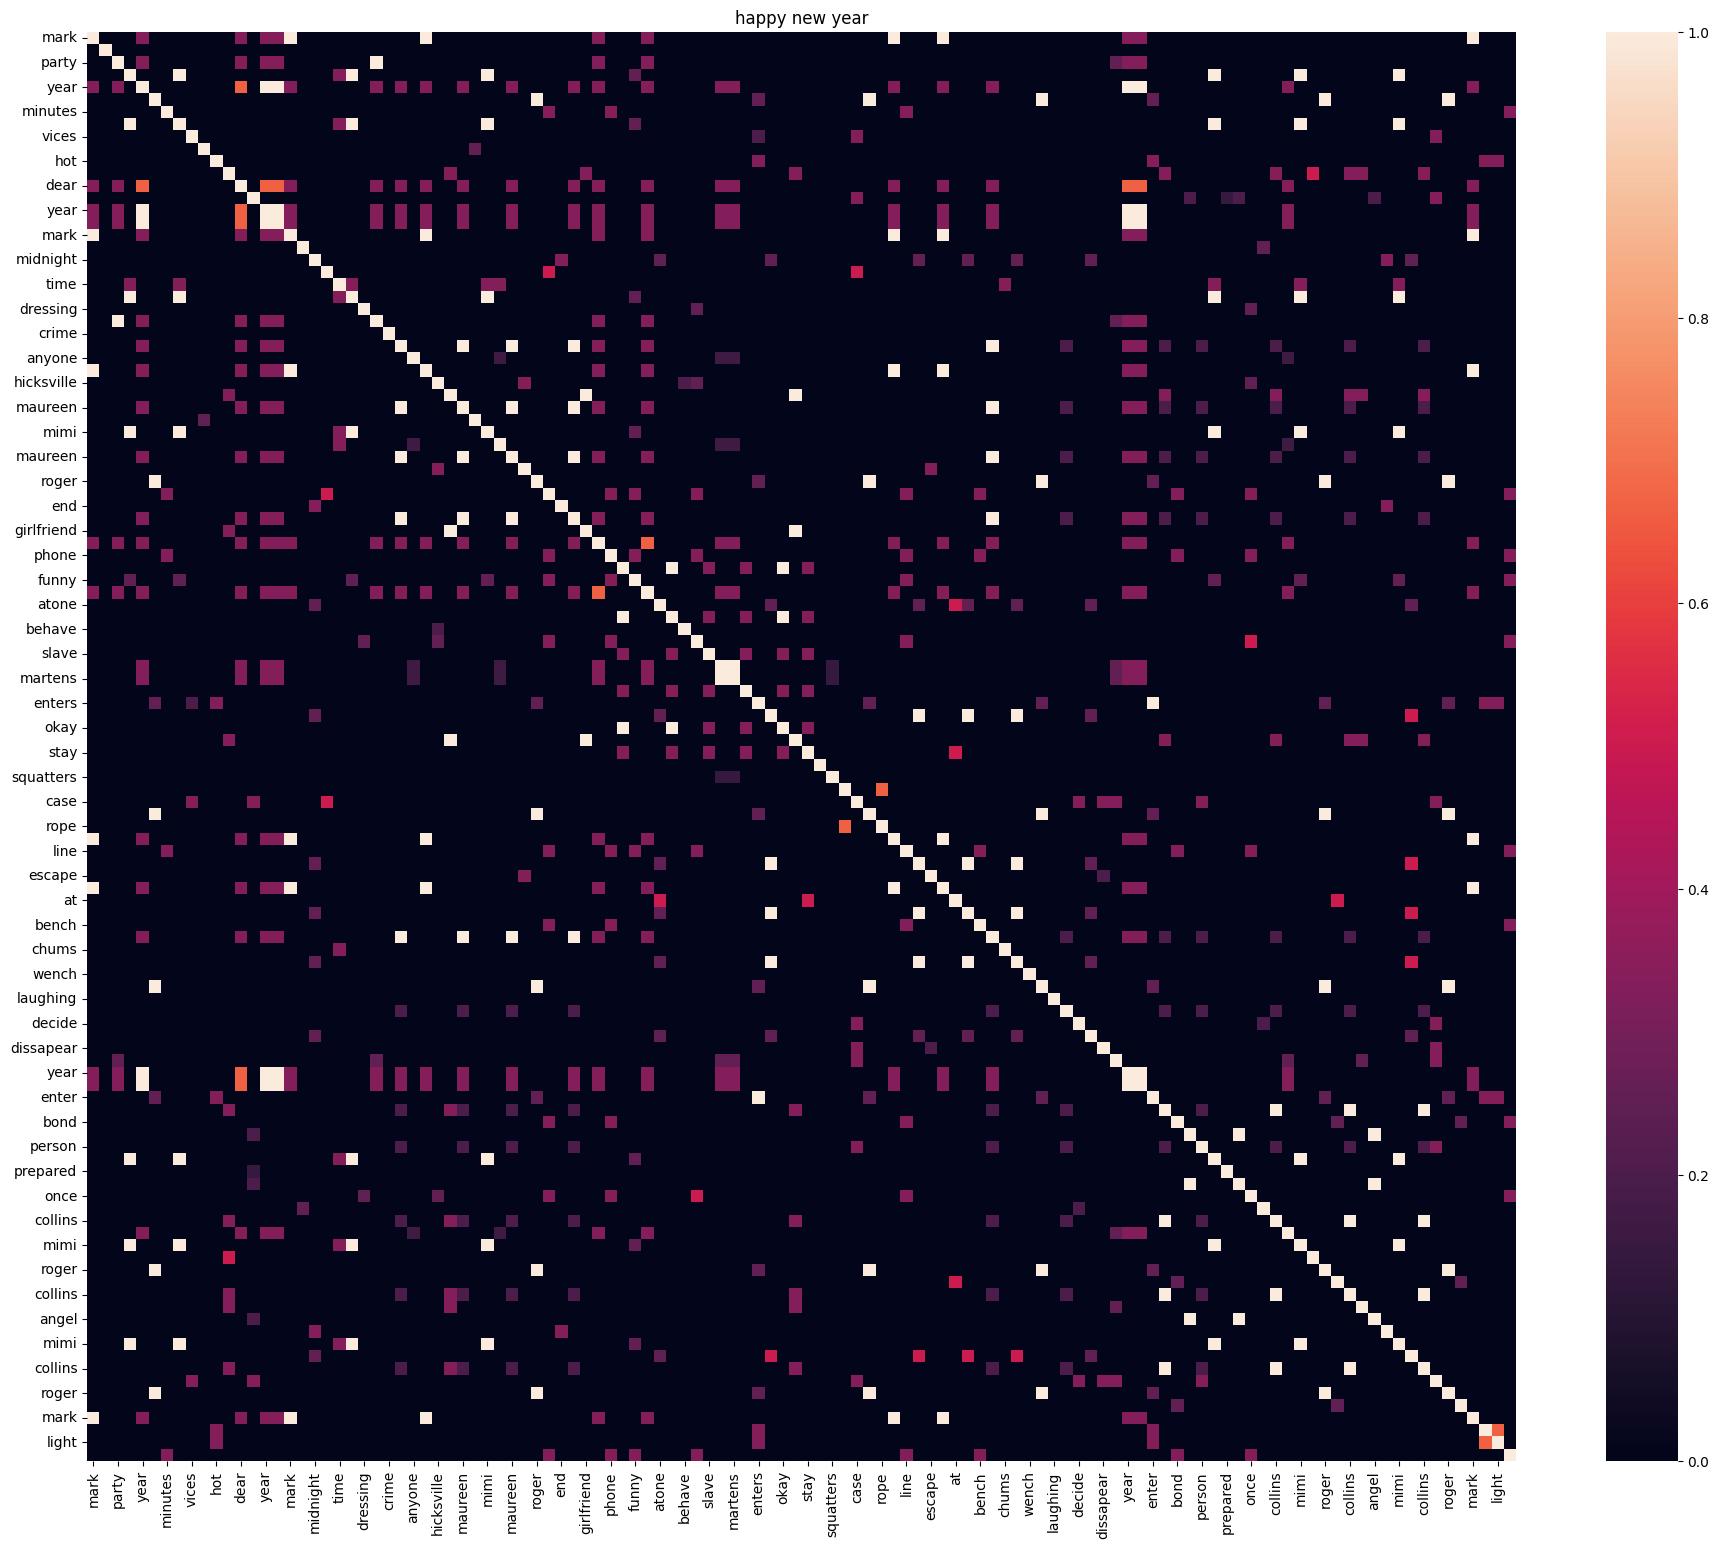 happy new year
mark
party
year
minutes
vices
hot
dear
year
mark
midnight
time
dressing
crime
anyone
hicksville
maureen
mimi
maureen
roger
end
girlfriend
phone
funny
atone
behave
slave
martens
enters
okay
stay
squatters
case
rope
line
escape
at
bench
chums
wench
laughing
decide
dissapear
year
enter
bond
person
prepared
once
collins
mimi
roger
collins
angel
mimi
collins
roger
mark
light
mark
party
year
minutes
vices
hot
dear
year
mark
midnight
time
dressing
crime
anyone
hicksville
maureen
mimi
maureen
roger
end
girlfriend
phone
funny
atone
behave
slave
martens
enters
okay
stay
squatters
case
rope
line
escape
at
bench
chums
wench
laughing
decide
dissapear
year
enter
bond
person
prepared
once
collins
mimi
roger
collins
angel
mimi
collins
roger
mark
light
1.0
0.8
0.6
0.4
0.2
0.0